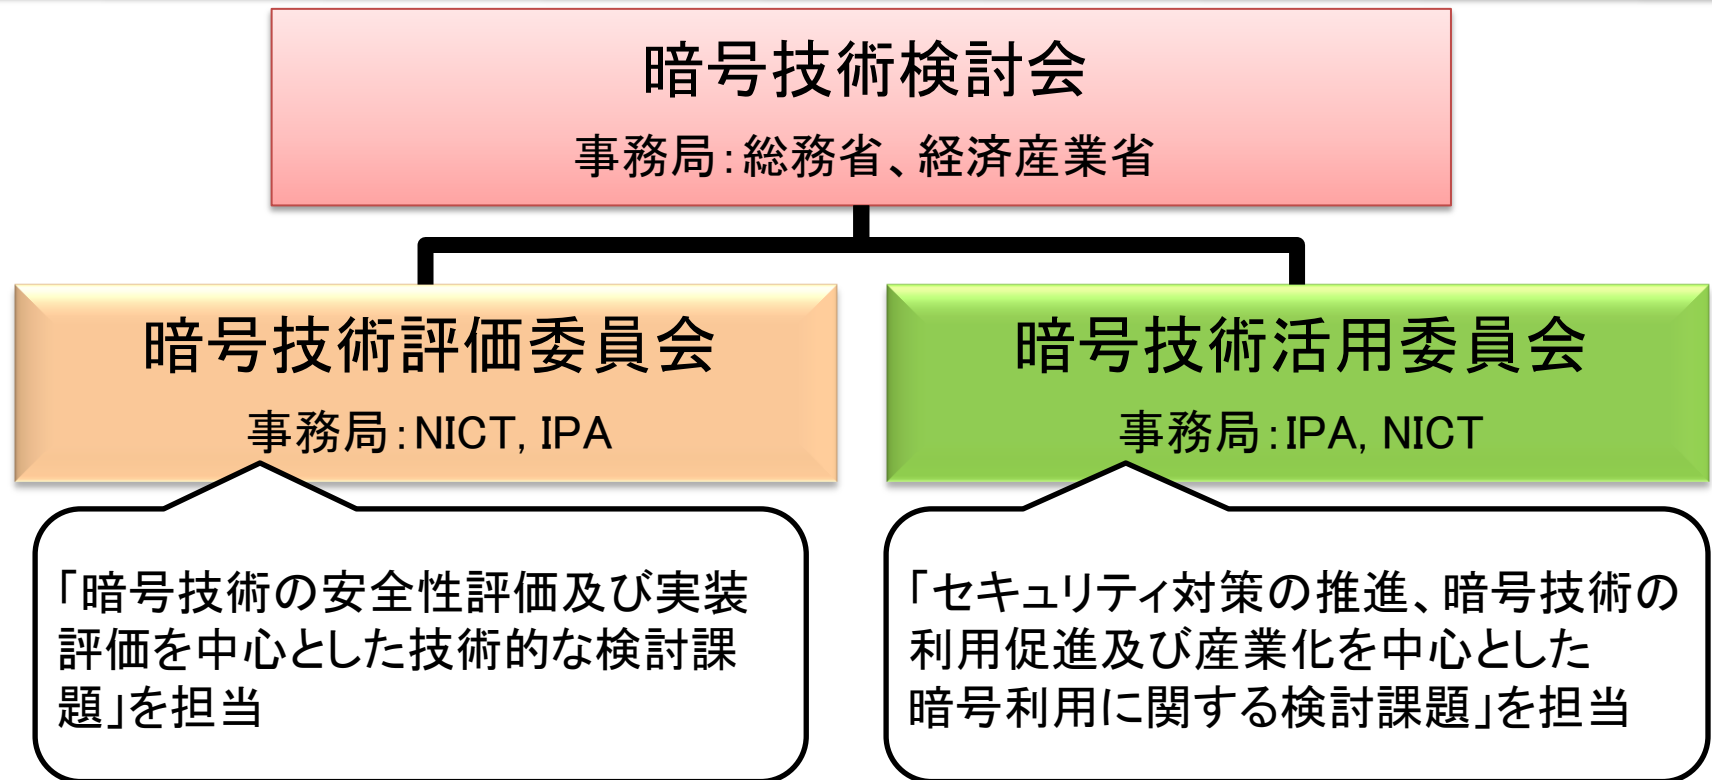 暗号技術検討会
事務局：総務省、経済産業省
暗号技術評価委員会
事務局：NICT, IPA
「暗号技術の安全性評価及び実装
評価を中心とした技術的な検討課
題」を担当
暗号技術活用委員会
事務局：IPA, NICT
「セキュリティ対策の推進、暗号技術の
利用促進及び産業化を中心とした
暗号利用に関する検討課題」を担当